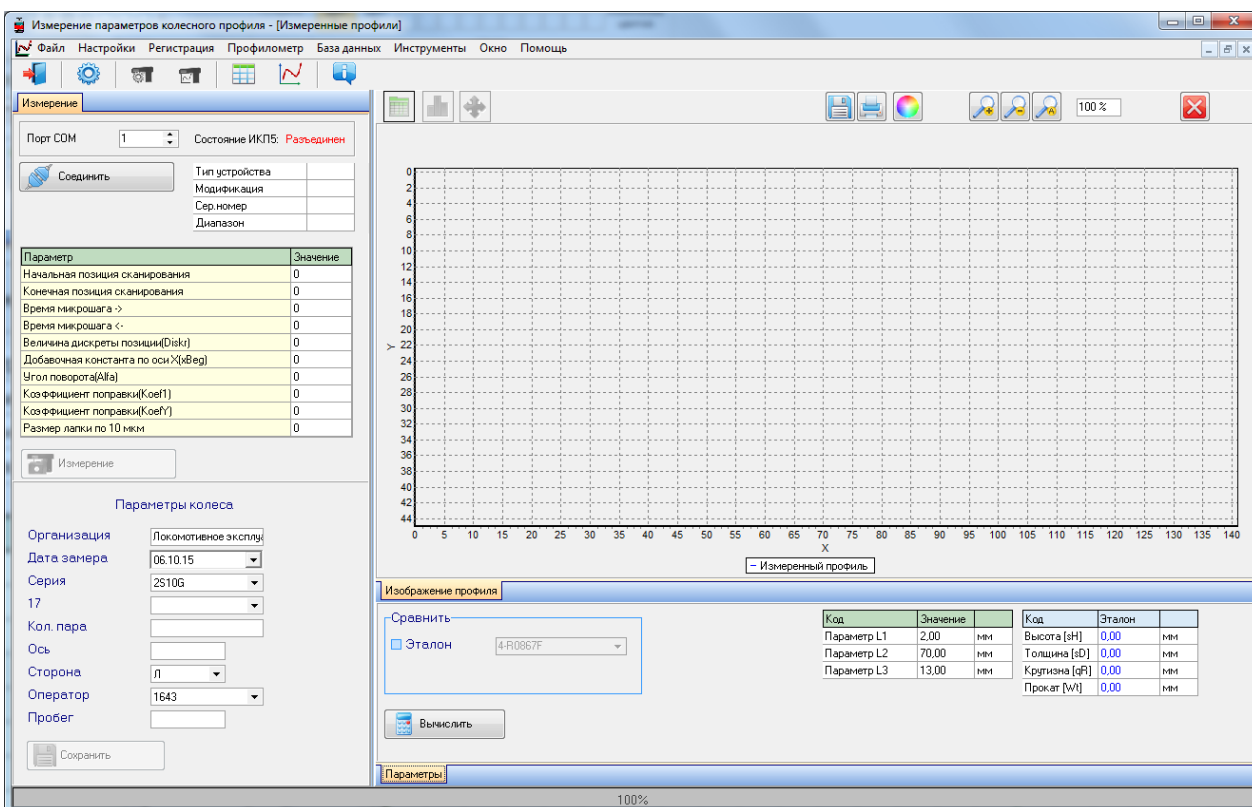 Измерение параметров колесного профиля - [Измеренные профили]
Файл Настройки Регистрация Профилометр База данных Инструменты Окно Помощь
Измерение
Порт COM 1 Состояние ИКП5: Разъединен
Соединить
Тип устройства
Модификация
Сер.номер
Диапазон
Параметр Значение
Начальная позиция сканирования 0
Конечная позиция сканирования 0
Время микрошага -> 0
Время микрошага <- 0
Величина дискреты позиции(Diskr) 0
Добавочная константа по оси X(xBeg) 0
Угол поворота(Alfa) 0
Коэффициент поправки(Koef1) 0
Коэффициент поправки(KoefY) 0
Размер лапки по 10 мкм 0
Измерение
Параметры колеса
Организация Локомотивное эксплу
Дата замера 06.10.15
Серия 2S10G
17
Кол. пара
Ось
Сторона Л
Оператор 1643
Пробег
Сохранить
100 %
0
2
4
6
8
10
12
14
16
18
20
Y 22
24
26
28
30
32
34
36
38
40
42
44
0 5 10 15 20 25 30 35 40 45 50 55 60 65 70 75 80 85 90 95 100 105 110 115 120 125 130 135 140
X
– Измеренный профиль
Изображение профиля
Сравнить
Эталон 4-R0867F
Вычислить
Код Значение
Параметр L1 2,00 мм
Параметр L2 70,00 мм
Параметр L3 13,00 мм
Код Эталон
Высота [sH] 0,00 мм
Толщина [sD] 0,00 мм
Крутизна [qR] 0,00 мм
Прокат [Wt] 0,00 мм
Параметры
100%